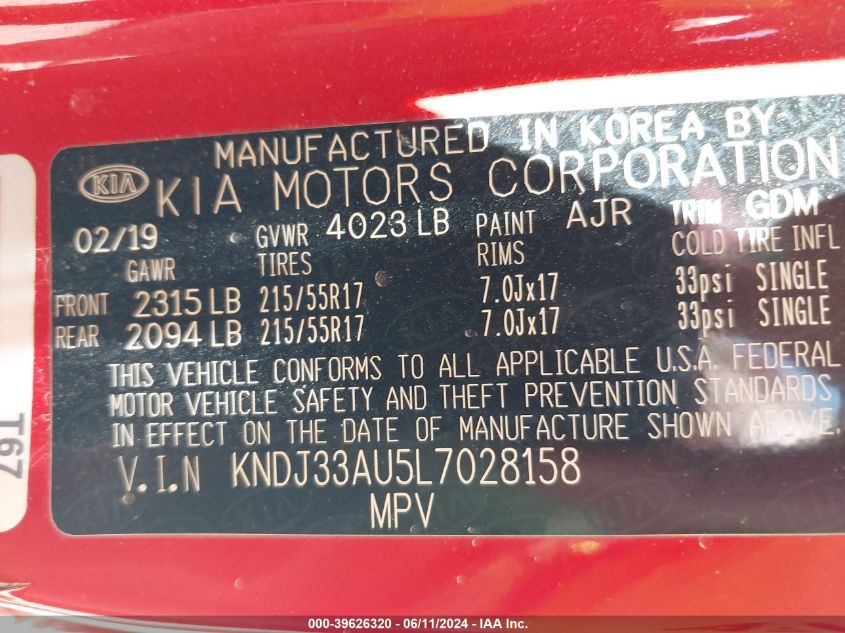 MANUFACTURED IN KOREA BY
KIA KIA MOTORS CORPORATION
02/19 GVWR 4023 LB PAINT AJR TRIM GDM
GAWR TIRES RIMS COLD TIRE INFL
FRONT 2315 LB 215/55R17 7.0Jx17 33psi SINGLE
REAR 2094 LB 215/55R17 7.0Jx17 33psi SINGLE
THIS VEHICLE CONFORMS TO ALL APPLICABLE U.S.A. FEDERAL
MOTOR VEHICLE SAFETY AND THEFT PREVENTION STANDARDS
IN EFFECT ON THE DATE OF MANUFACTURE SHOWN ABOVE.
V.I.N KNDJ33AU5L7028158
MPV
T67
000-39626320 - 06/11/2024 - IAA Inc.